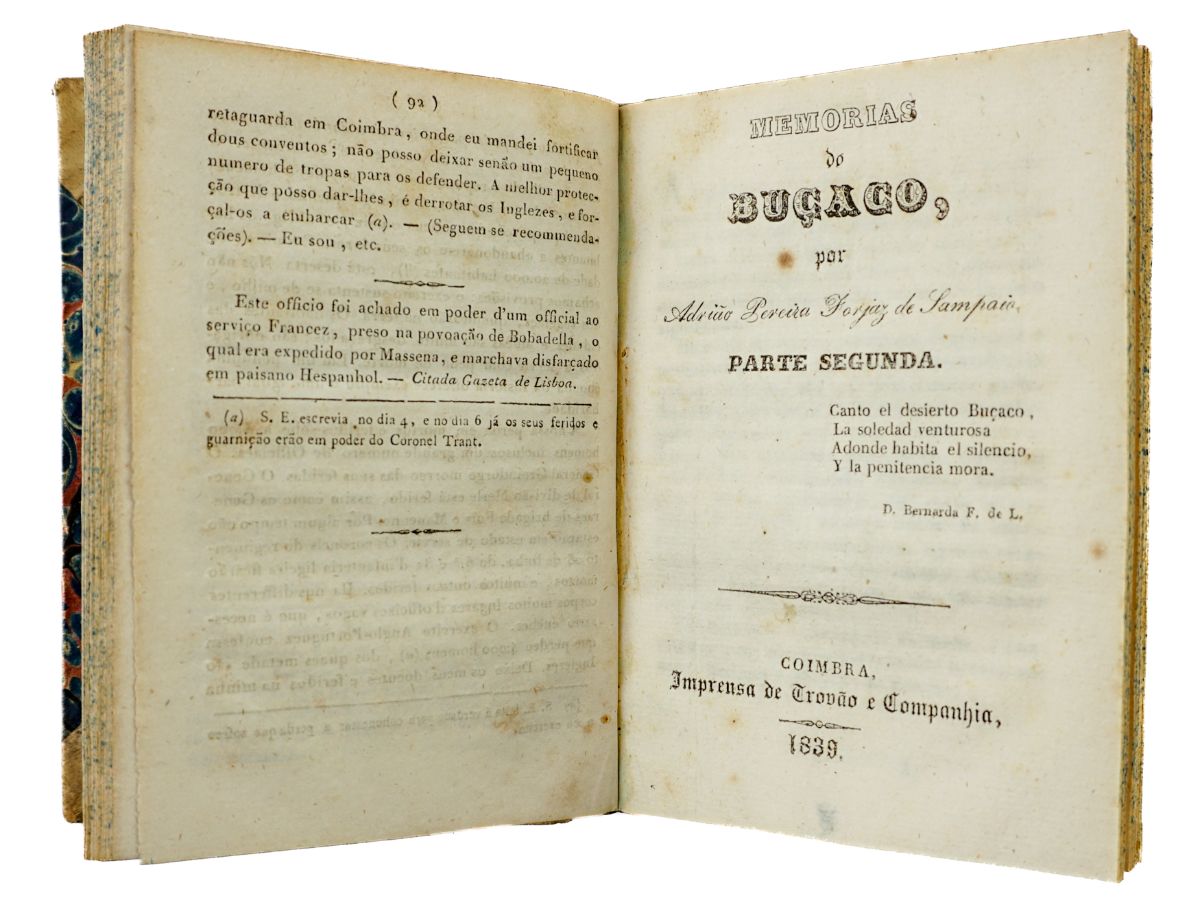 ( 92 )
retaguarda em Coimbra, onde eu mandei fortificar
dous conventos; não posso deixar senão um pequeno
numero de tropas para os defender. A melhor protec-
ção que posso dar-lhes, é derrotar os Inglezes, e for-
çal-os a embarcar (a). — (Seguem-se recommenda-
ções). — Eu sou, etc.
Este officio foi achado em poder d'um official ao
serviço Francez, preso na povoação de Bobadella, o
qual era expedido por Massena, e marchava disfarçado
em paisano Hespanhol. — Citada Gazeta de Lisboa.
(a) S. E. escrevia no dia 4, e no dia 6 já os seus feridos e
guarnição erão em poder do Coronel Trant.
MEMORIAS
do
BUÇACO,
por
Adrião Pereira Forjaz de Sampaio.
PARTE SEGUNDA.
Canto el desierto Buçaco,
La soledad venturosa
Adonde habita el silencio,
Y la penitencia mora.
D. Bernarda F. de L.
COIMBRA,
Imprensa de Trovão e Companhia,
1839.